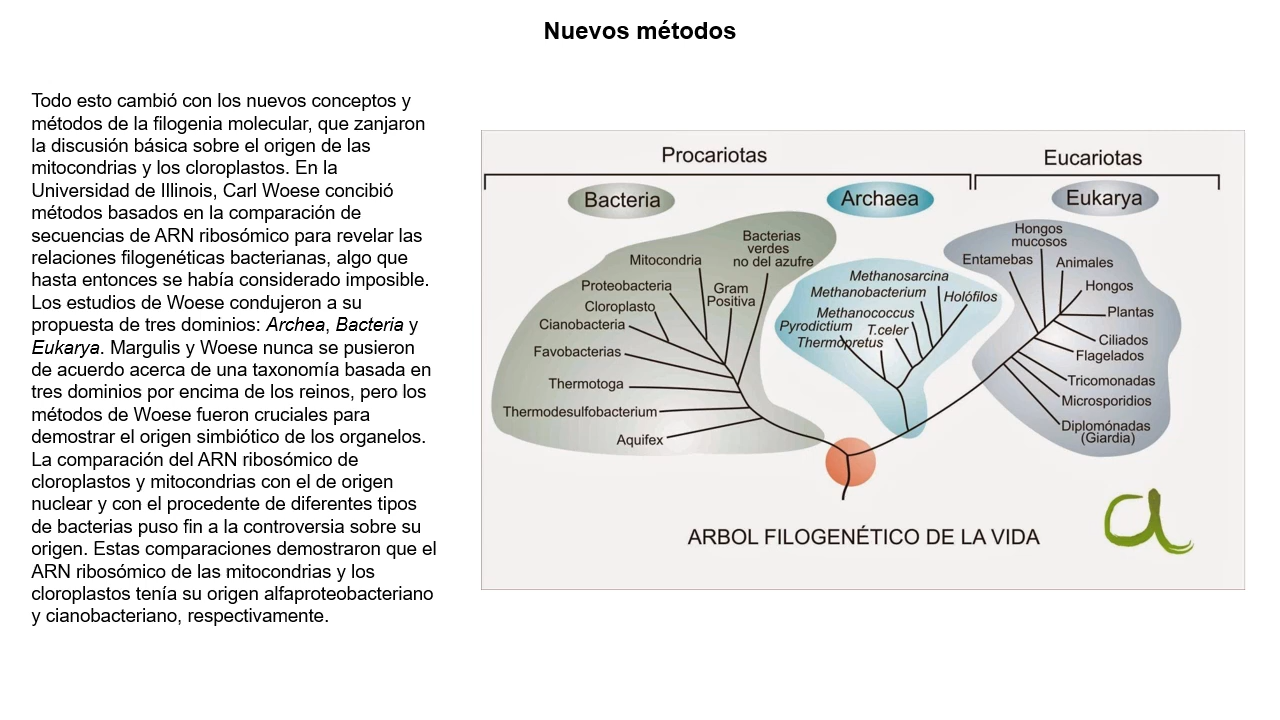 Nuevos métodos
Todo esto cambió con los nuevos conceptos y
métodos de la filogenia molecular, que zanjaron
la discusión básica sobre el origen de las
mitocondrias y los cloroplastos. En la
Universidad de Illinois, Carl Woese concibió
métodos basados en la comparación de
secuencias de ARN ribosómico para revelar las
relaciones filogenéticas bacterianas, algo que
hasta entonces se había considerado imposible.
Los estudios de Woese condujeron a su
propuesta de tres dominios: Archea, Bacteria y
Eukarya. Margulis y Woese nunca se pusieron
de acuerdo acerca de una taxonomía basada en
tres dominios por encima de los reinos, pero los
métodos de Woese fueron cruciales para
demostrar el origen simbiótico de los organelos.
La comparación del ARN ribosómico de
cloroplastos y mitocondrias con el de origen
nuclear y con el procedente de diferentes tipos
de bacterias puso fin a la controversia sobre su
origen. Estas comparaciones demostraron que el
ARN ribosómico de las mitocondrias y los
cloroplastos tenía su origen alfaproteobacteriano
y cianobacteriano, respectivamente.
Procariotas
Eucariotas
Bacteria
Archaea
Eukarya
Bacterias
verdes
no del azufre
Mitocondria
Proteobacteria
Gram
Positiva
Cloroplasto
Cianobacteria
Favobacterias
Thermotoga
Thermodesulfobacterium
Aquifex
Methanosarcina
Methanobacterium
Holófilos
Methanococcus
Pyrodictium
T.celer
Thermopretus
Hongos
mucosos
Entamebas
Animales
Hongos
Plantas
Ciliados
Flagelados
Tricomonadas
Microsporidios
Diplomónadas
(Giardia)
ARBOL FILOGENÉTICO DE LA VIDA
a